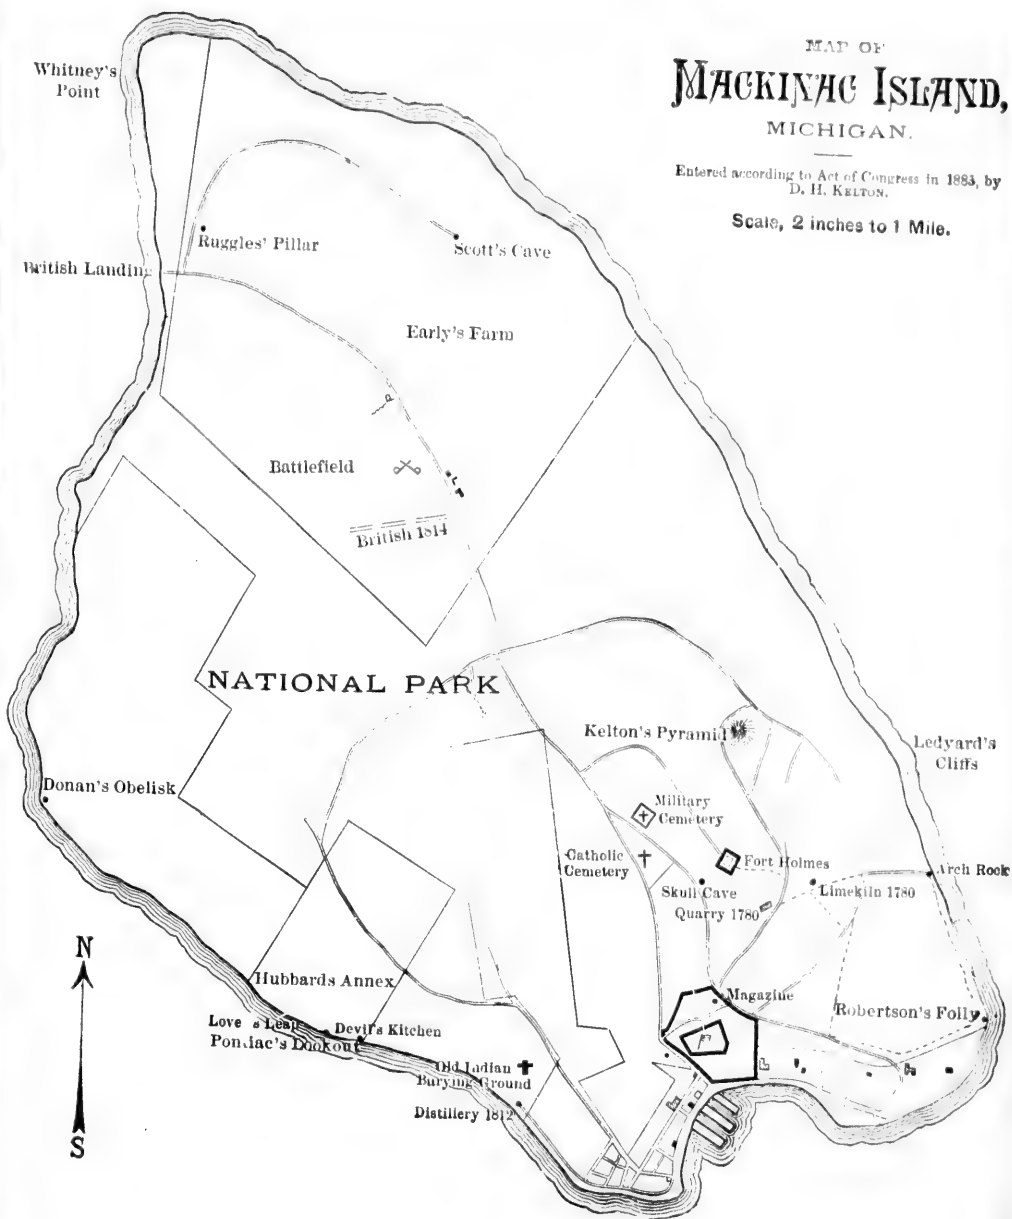 MAP OF
MACKINAC ISLAND,
MICHIGAN.
Entered according to Act of Congress in 1885, by
D. H. KELTON.
Scale, 2 inches to 1 Mile.
Whitney's
Point
Ruggles' Pillar
Scott's Cave
British Landing
Early's Farm
Battlefield
British 1814
NATIONAL PARK
Kelton's Pyramid
Ledyard's
Cliffs
Donan's Obelisk
Military
Cemetery
Catholic
Cemetery
Fort Holmes
Arch Rock
Skull Cave
Limekiln 1780
Quarry 1780
N
S
Hubbards Annex
Magazine
Robertson's Folly
Lover's Leap
Devil's Kitchen
Pontiac's Lookout
Old Indian
Burying Ground
Distillery 1812